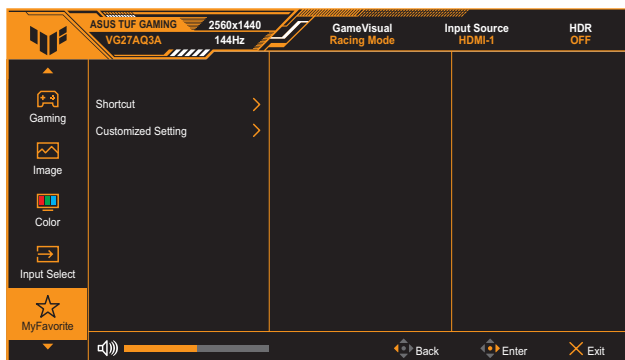 ASUS TUF GAMING 2560x1440 GameVisual Input Source HDR
VG27AQ3A 144Hz Racing Mode HDMI-1 OFF
Gaming
Shortcut
Customized Setting
Image
Color
Input Select
MyFavorite
Back Enter Exit